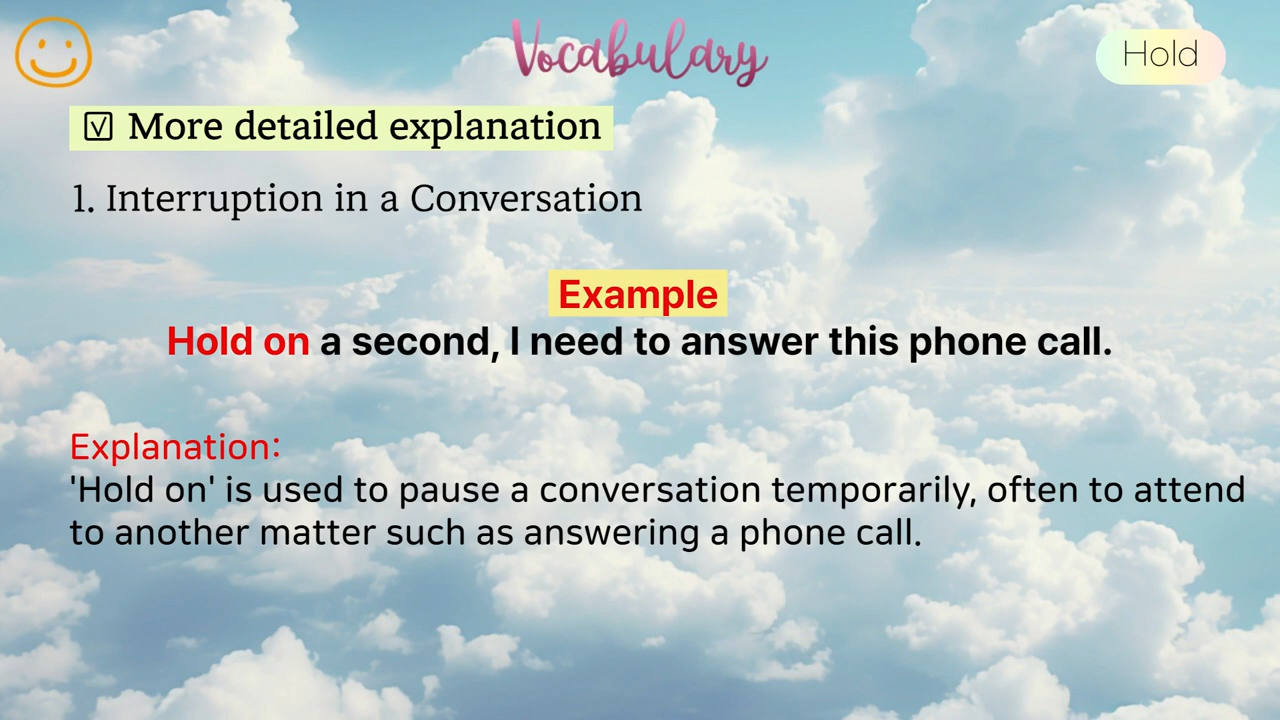 Vocabulary
Hold
☑ More detailed explanation
1. Interruption in a Conversation
Example
Hold on a second, I need to answer this phone call.
Explanation:
'Hold on' is used to pause a conversation temporarily, often to attend
to another matter such as answering a phone call.